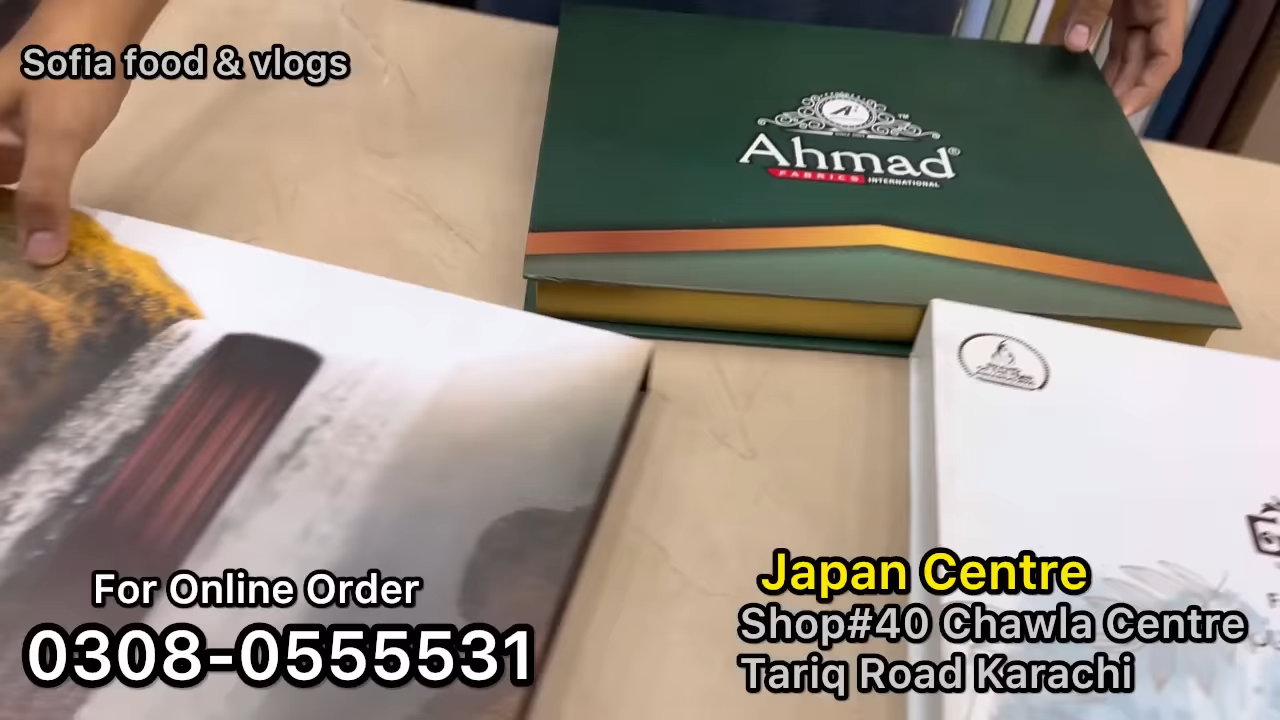 Sofia food & vlogs
Ahmad
FABRICS INTERNATIONAL
For Online Order
0308-0555531
Japan Centre
Shop#40 Chawla Centre
Tariq Road Karachi